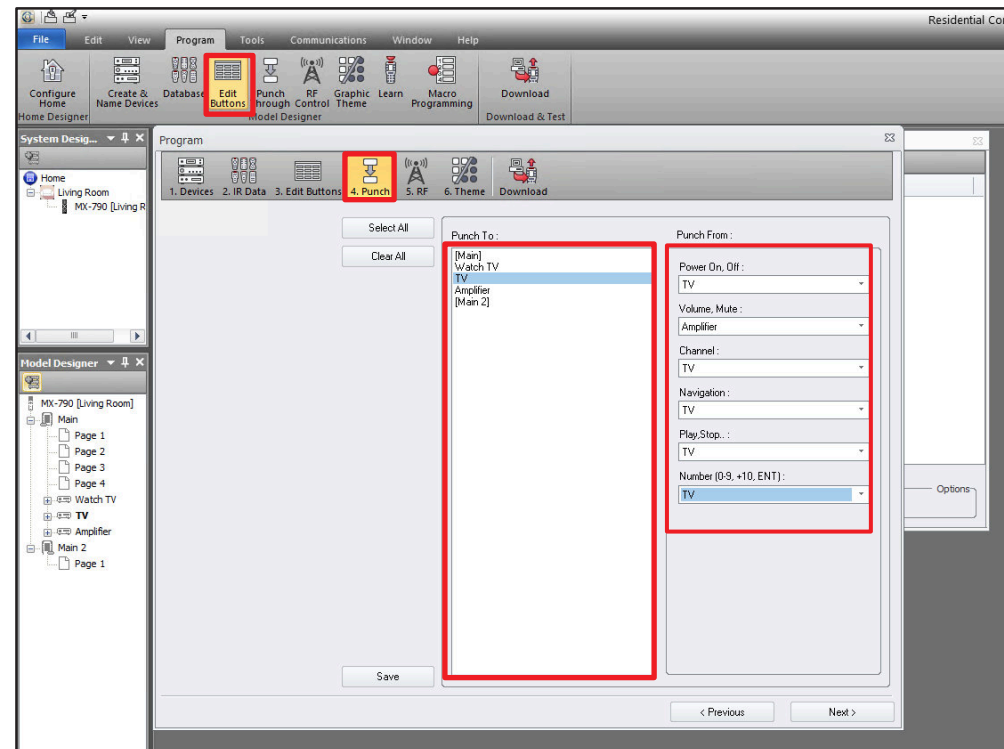 Residential Co
File Edit View Program Tools Communications Window Help
Configure Home
Create & Name Devices
Database
Edit Buttons
Punch Through
RF Control
Graphic Theme
Learn
Macro Programming
Download
Home Designer
Model Designer
Download & Test
System Desig...
Home
Living Room
MX-790 [Living R
Model Designer
MX-790 [Living Room]
Main
Page 1
Page 2
Page 3
Page 4
Watch TV
TV
Amplifier
Main 2
Page 1
Program
1. Devices 2. IR Data 3. Edit Buttons 4. Punch 5. RF 6. Theme Download
Select All
Clear All
Save
Punch To :
[Main]
Watch TV
TV
Amplifier
[Main 2]
Punch From :
Power On, Off :
TV
Volume, Mute :
Amplifier
Channel :
TV
Navigation :
TV
Play,Stop.. :
TV
Number (0-9, +10, ENT) :
TV
< Previous
Next >
Options